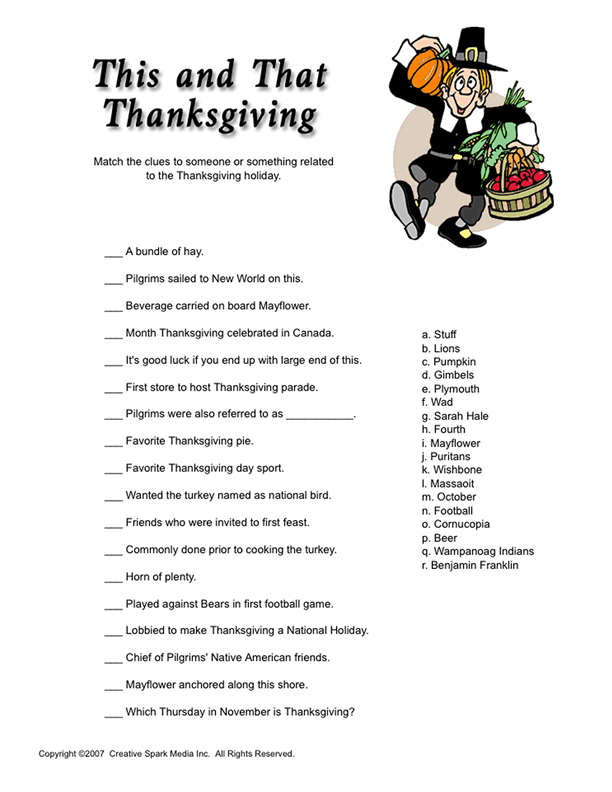 This and That
Thanksgiving
Match the clues to someone or something related
to the Thanksgiving holiday.
___ A bundle of hay.
___ Pilgrims sailed to New World on this.
___ Beverage carried on board Mayflower.
___ Month Thanksgiving celebrated in Canada.
___ It's good luck if you end up with large end of this.
___ First store to host Thanksgiving parade.
___ Pilgrims were also referred to as ___________.
___ Favorite Thanksgiving pie.
___ Favorite Thanksgiving day sport.
___ Wanted the turkey named as national bird.
___ Friends who were invited to first feast.
___ Commonly done prior to cooking the turkey.
___ Horn of plenty.
___ Played against Bears in first football game.
___ Lobbied to make Thanksgiving a National Holiday.
___ Chief of Pilgrims' Native American friends.
___ Mayflower anchored along this shore.
___ Which Thursday in November is Thanksgiving?
a. Stuff
b. Lions
c. Pumpkin
d. Gimbels
e. Plymouth
f. Wad
g. Sarah Hale
h. Fourth
i. Mayflower
j. Puritans
k. Wishbone
l. Massaoit
m. October
n. Football
o. Cornucopia
p. Beer
q. Wampanoag Indians
r. Benjamin Franklin
Copyright ©2007 Creative Spark Media Inc. All Rights Reserved.